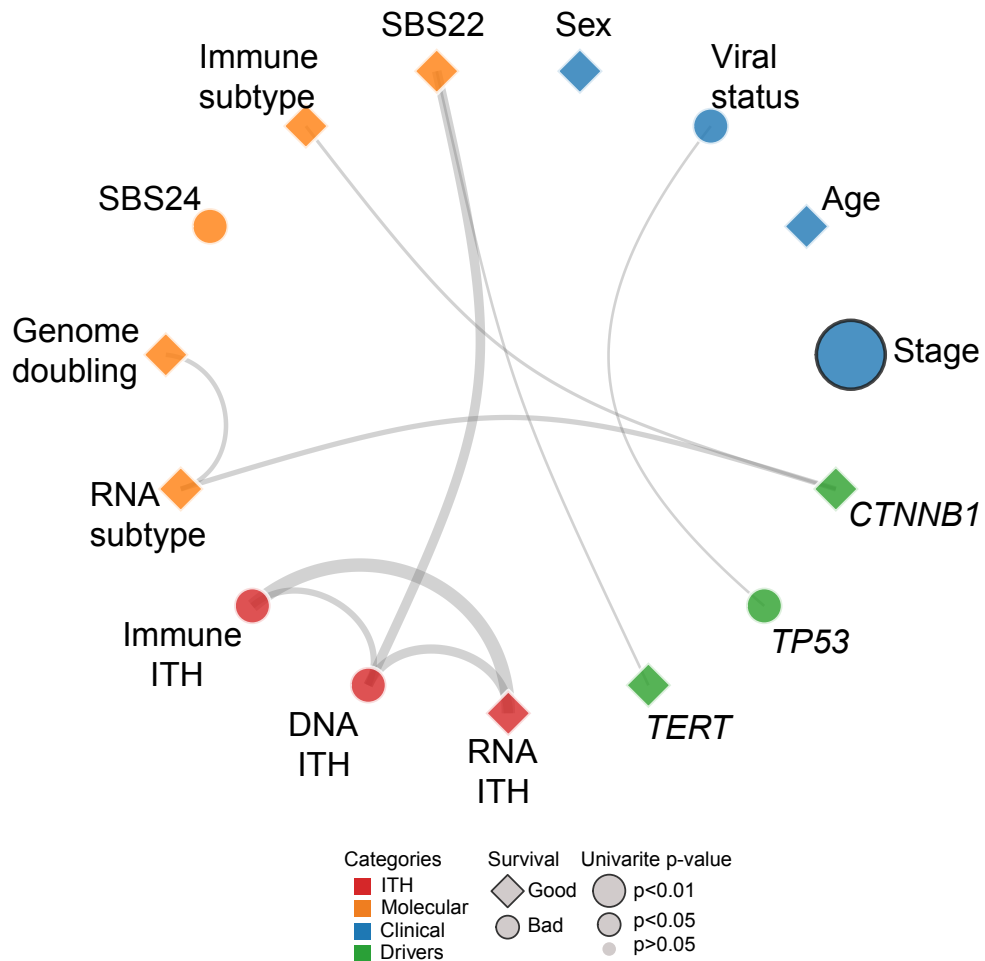 SBS22
Sex
Immune
subtype
Viral
status
SBS24
Age
Genome
doubling
Stage
RNA
subtype
CTNNB1
Immune
ITH
TP53
DNA
ITH
RNA
ITH
TERT
Categories
ITH
Molecular
Clinical
Drivers
Survival
Good
Bad
Univarite p-value
p<0.01
p<0.05
p>0.05